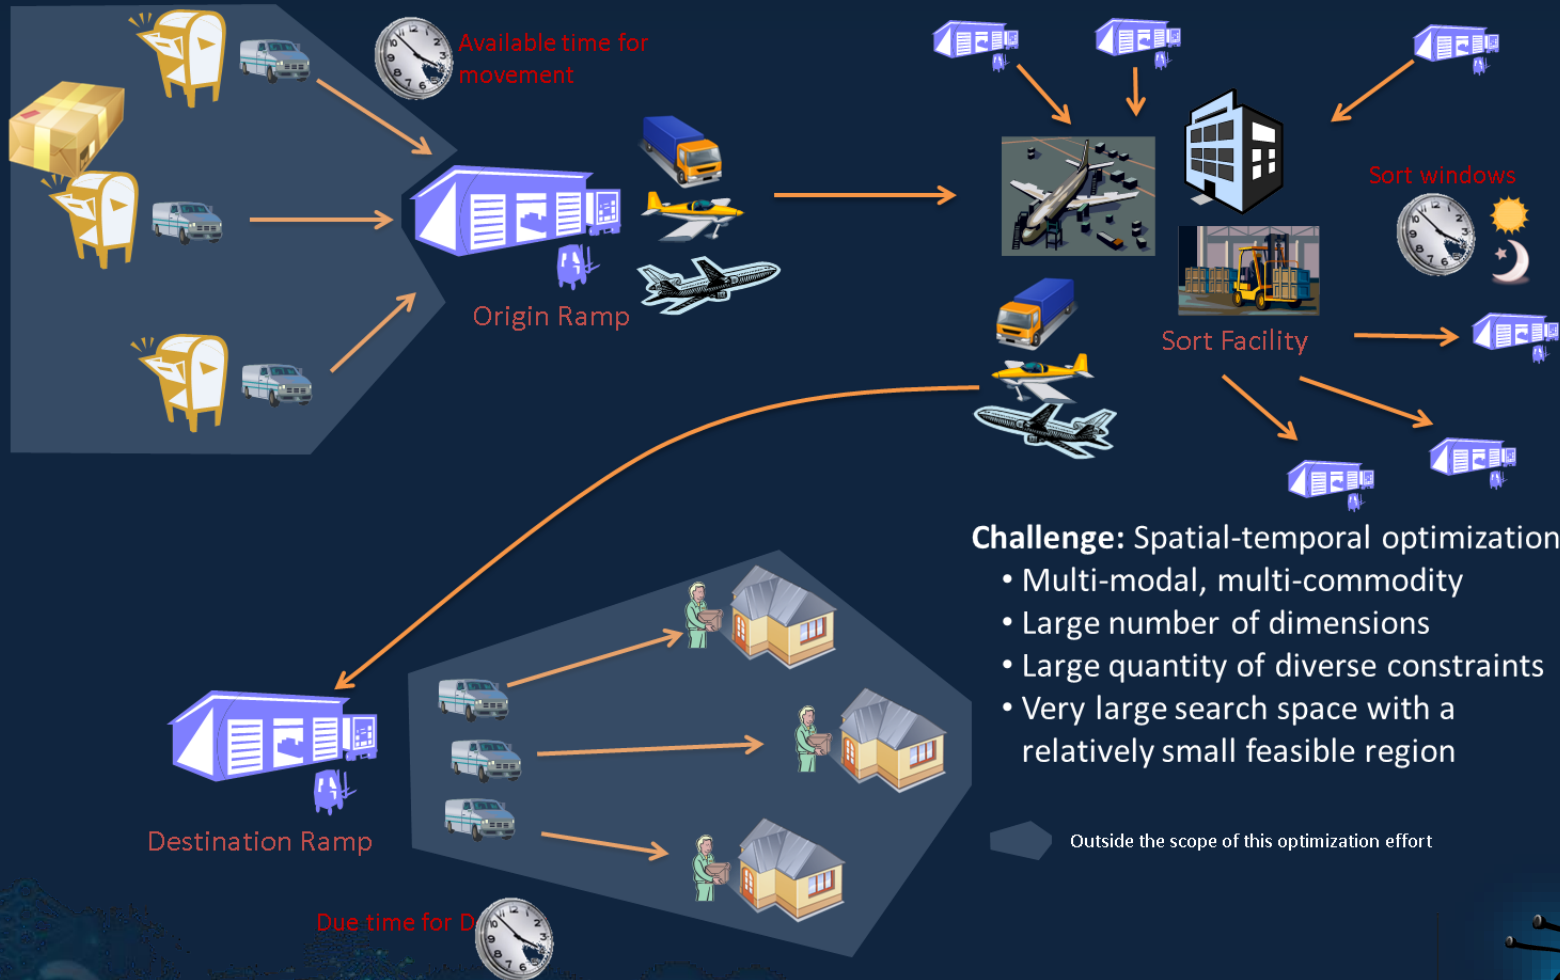 Available time for
movement
Origin Ramp
Sort windows
Sort Facility
Challenge: Spatial-temporal optimization
• Multi-modal, multi-commodity
• Large number of dimensions
• Large quantity of diverse constraints
• Very large search space with a
relatively small feasible region
Destination Ramp
Outside the scope of this optimization effort
Due time for